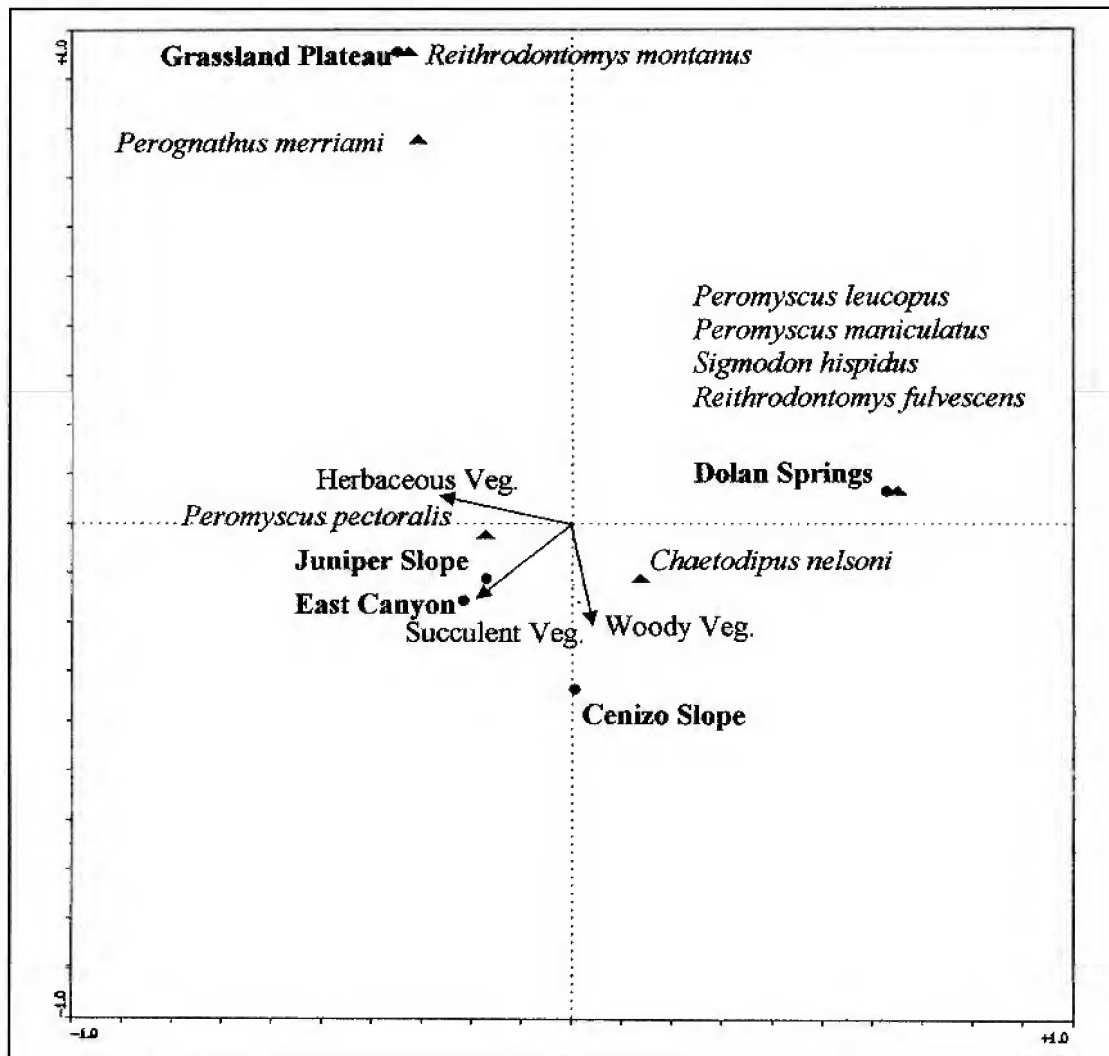 +1.0
Grassland Plateau Reithrodontomys montanus
Perognathus merriami
Peromyscus leucopus
Peromyscus maniculatus
Sigmodon hispidus
Reithrodontomys fulvescens
Dolan Springs
Herbaceous Veg.
Peromyscus pectoralis
Juniper Slope
Chaetodipus nelsoni
East Canyon
Succulent Veg.
Woody Veg.
Cenizo Slope
-1.0
-1.0
+1.0